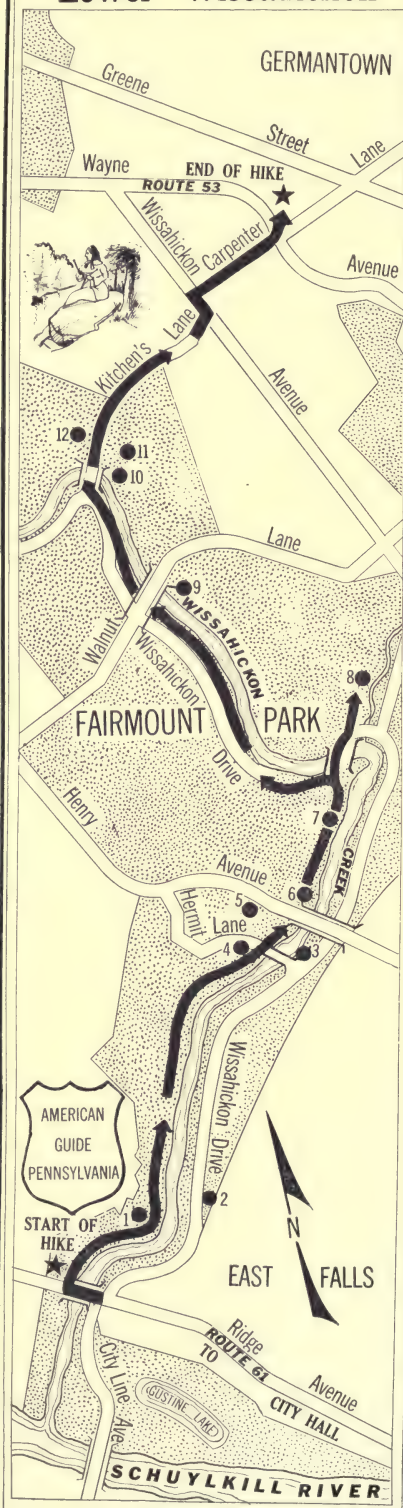 GERMANTOWN
Greene
Street
Lane
Wayne
END OF HIKE
ROUTE 53
Wissahickon
Carpenter
Avenue
Kitchen's
Lane
Avenue
12
11
10
Lane
9
Walnut
WISSAHICKON
Wissahickon
8
FAIRMOUNT PARK
Drive
Henry
7
CREEK
Avenue
6
5
Hermit
Lane
4
3
Wissahickon Drive
AMERICAN
GUIDE
PENNSYLVANIA
2
1
START OF
HIKE
N
EAST FALLS
Ridge
ROUTE 61
Avenue
TO
CITY HALL
City Line Ave.
GUSTINE LAKE
SCHUYLKILL RIVER